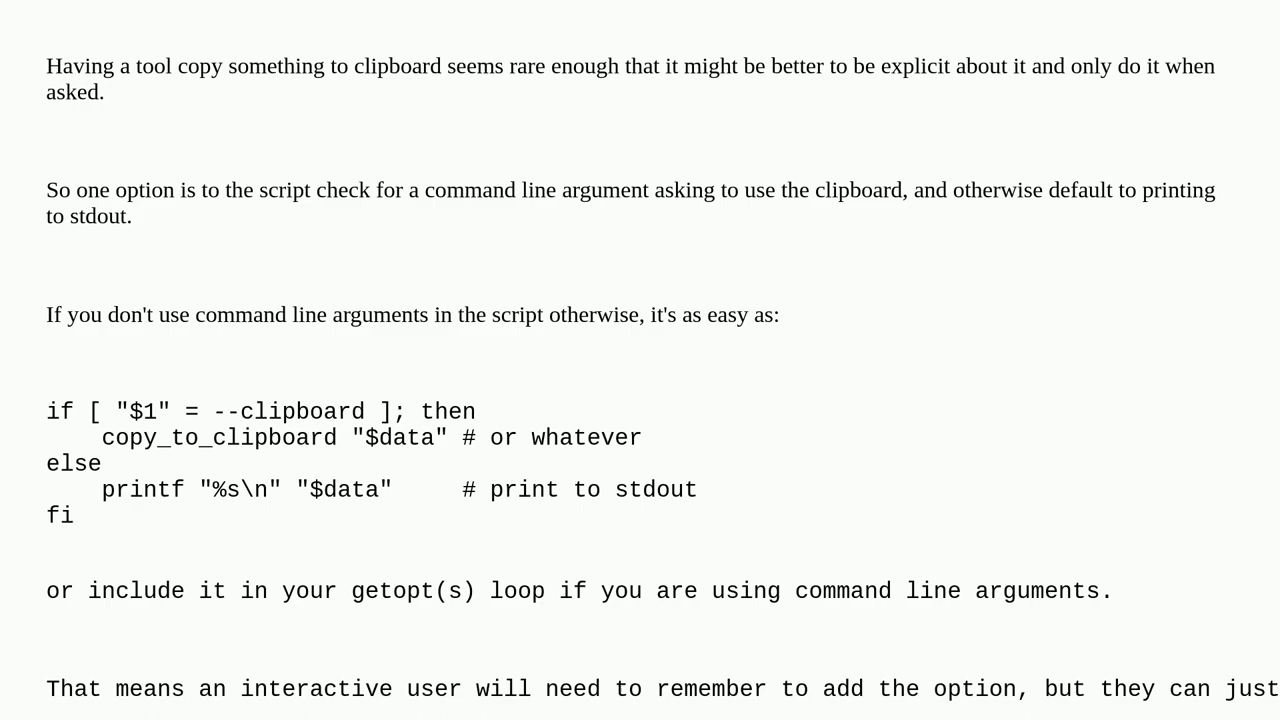 Having a tool copy something to clipboard seems rare enough that it might be better to be explicit about it and only do it when
asked.
So one option is to the script check for a command line argument asking to use the clipboard, and otherwise default to printing
to stdout.
If you don't use command line arguments in the script otherwise, it's as easy as:
if [ "$1" = --clipboard ]; then
    copy_to_clipboard "$data" # or whatever
else
    printf "%s\n" "$data"     # print to stdout
fi
or include it in your getopt(s) loop if you are using command line arguments.
That means an interactive user will need to remember to add the option, but they can just